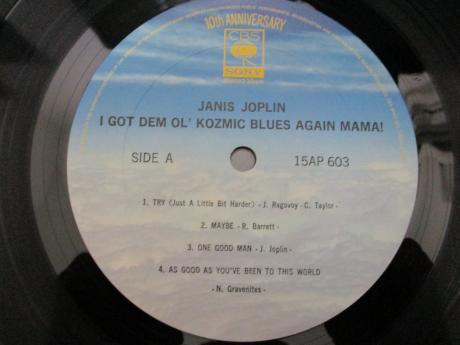 10th ANNIVERSARY
CBS
SONY
JANIS JOPLIN
I GOT DEM OL' KOZMIC BLUES AGAIN MAMA!
SIDE A 15AP 603
1. TRY (Just A Little Bit Harder) - J. Ragovoy - C. Taylor -
2. MAYBE - R. Barrett -
3. ONE GOOD MAN - J. Joplin -
4. AS GOOD AS YOU'VE BEEN TO THIS WORLD
- N. Gravenites -